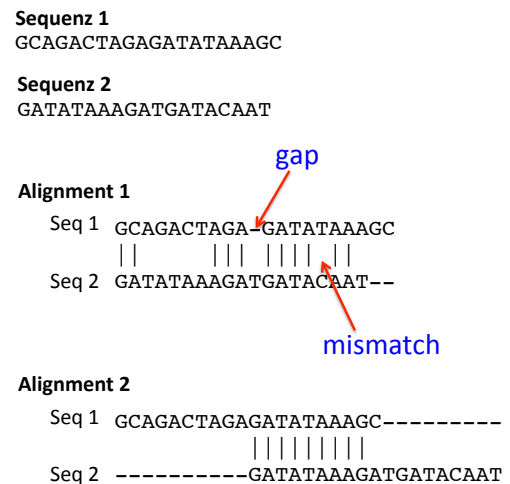 Sequenz 1
GCAGACTAGAGATATAAAGC
Sequenz 2
GATATAAAGATGATACAAT
gap
Alignment 1
Seq 1 GCAGACTAGA-GATATAAAGC
|| ||| |||| ||
Seq 2 GATATAAAGATGATACAAT--
mismatch
Alignment 2
Seq 1 GCAGACTAGAGATATAAAGC---------
|||||||||
Seq 2 ----------GATATAAAGATGATACAAT